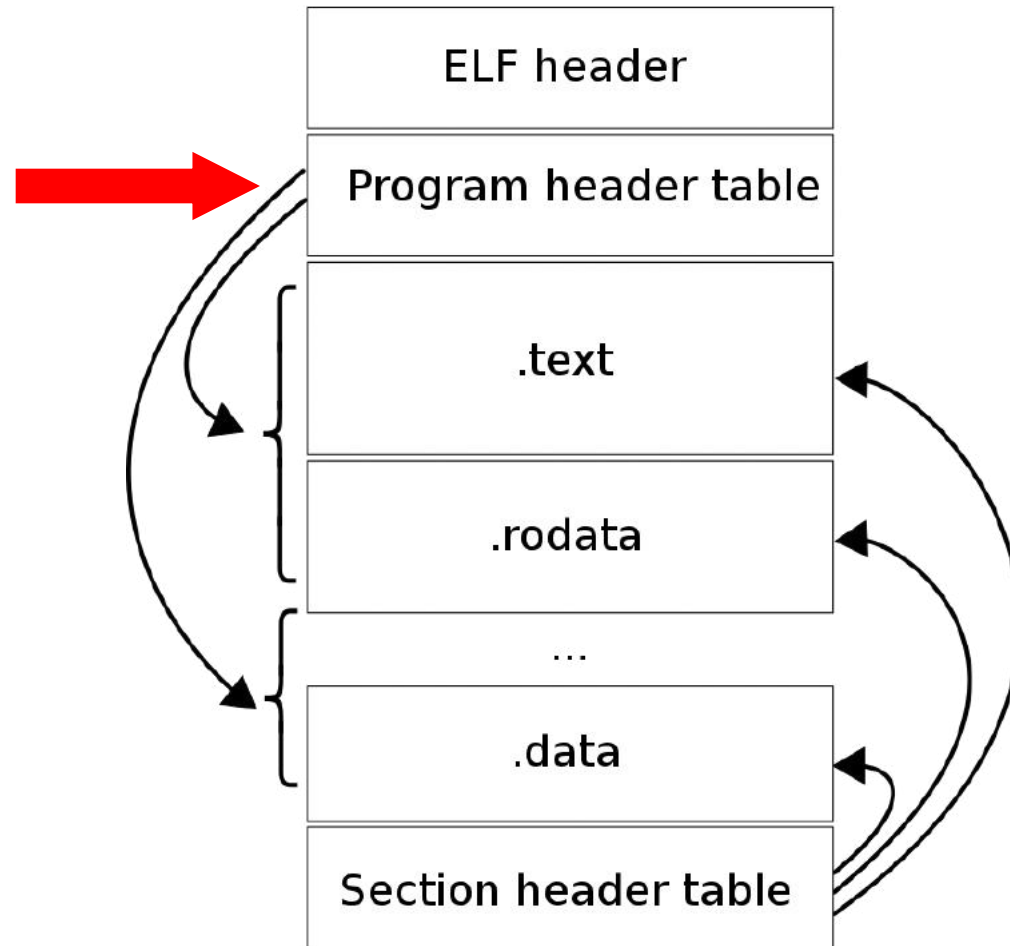 ELF header
Program header table
.text
.rodata
...
.data
Section header table